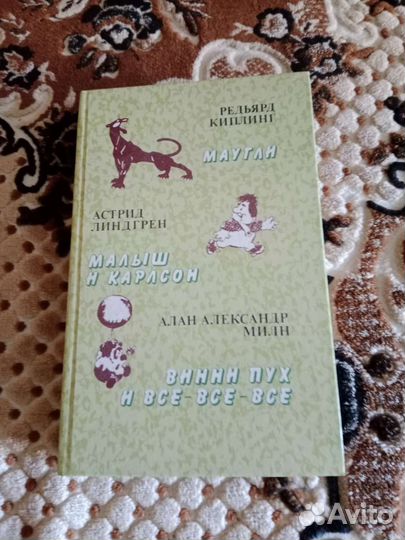 РЕДЬЯРД
КИПЛИНГ
МАУГЛИ
АСТРИД
ЛИНДГРЕН
МАЛЫШ
И КАРЛСОН
АЛАН АЛЕКСАНДР
МИЛН
ВИННИ ПУХ
И ВСЕ-ВСЕ-ВСЕ
Avito